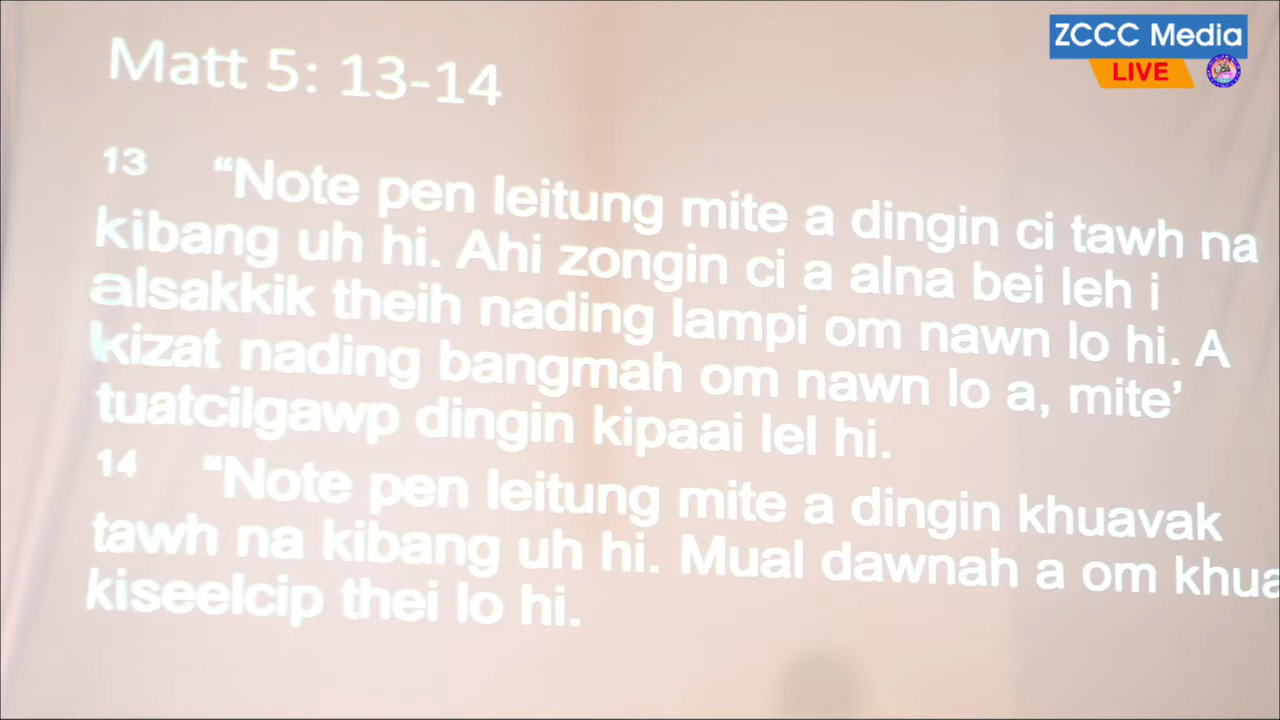 ZCCC Media
LIVE
Matt 5: 13-14
13 “Note pen leitung mite a dingin ci tawh na
kibang uh hi. Ahi zongin ci a alna bei leh i
alsakkik theih nading lampi om nawn lo hi. A
kizat nading bangmah om nawn lo a, mite’
tuatcilgawp dingin kipaai lel hi.
14 “Note pen leitung mite a dingin khuavak
tawh na kibang uh hi. Mual dawnah a om khua
kiseelcip thei lo hi.